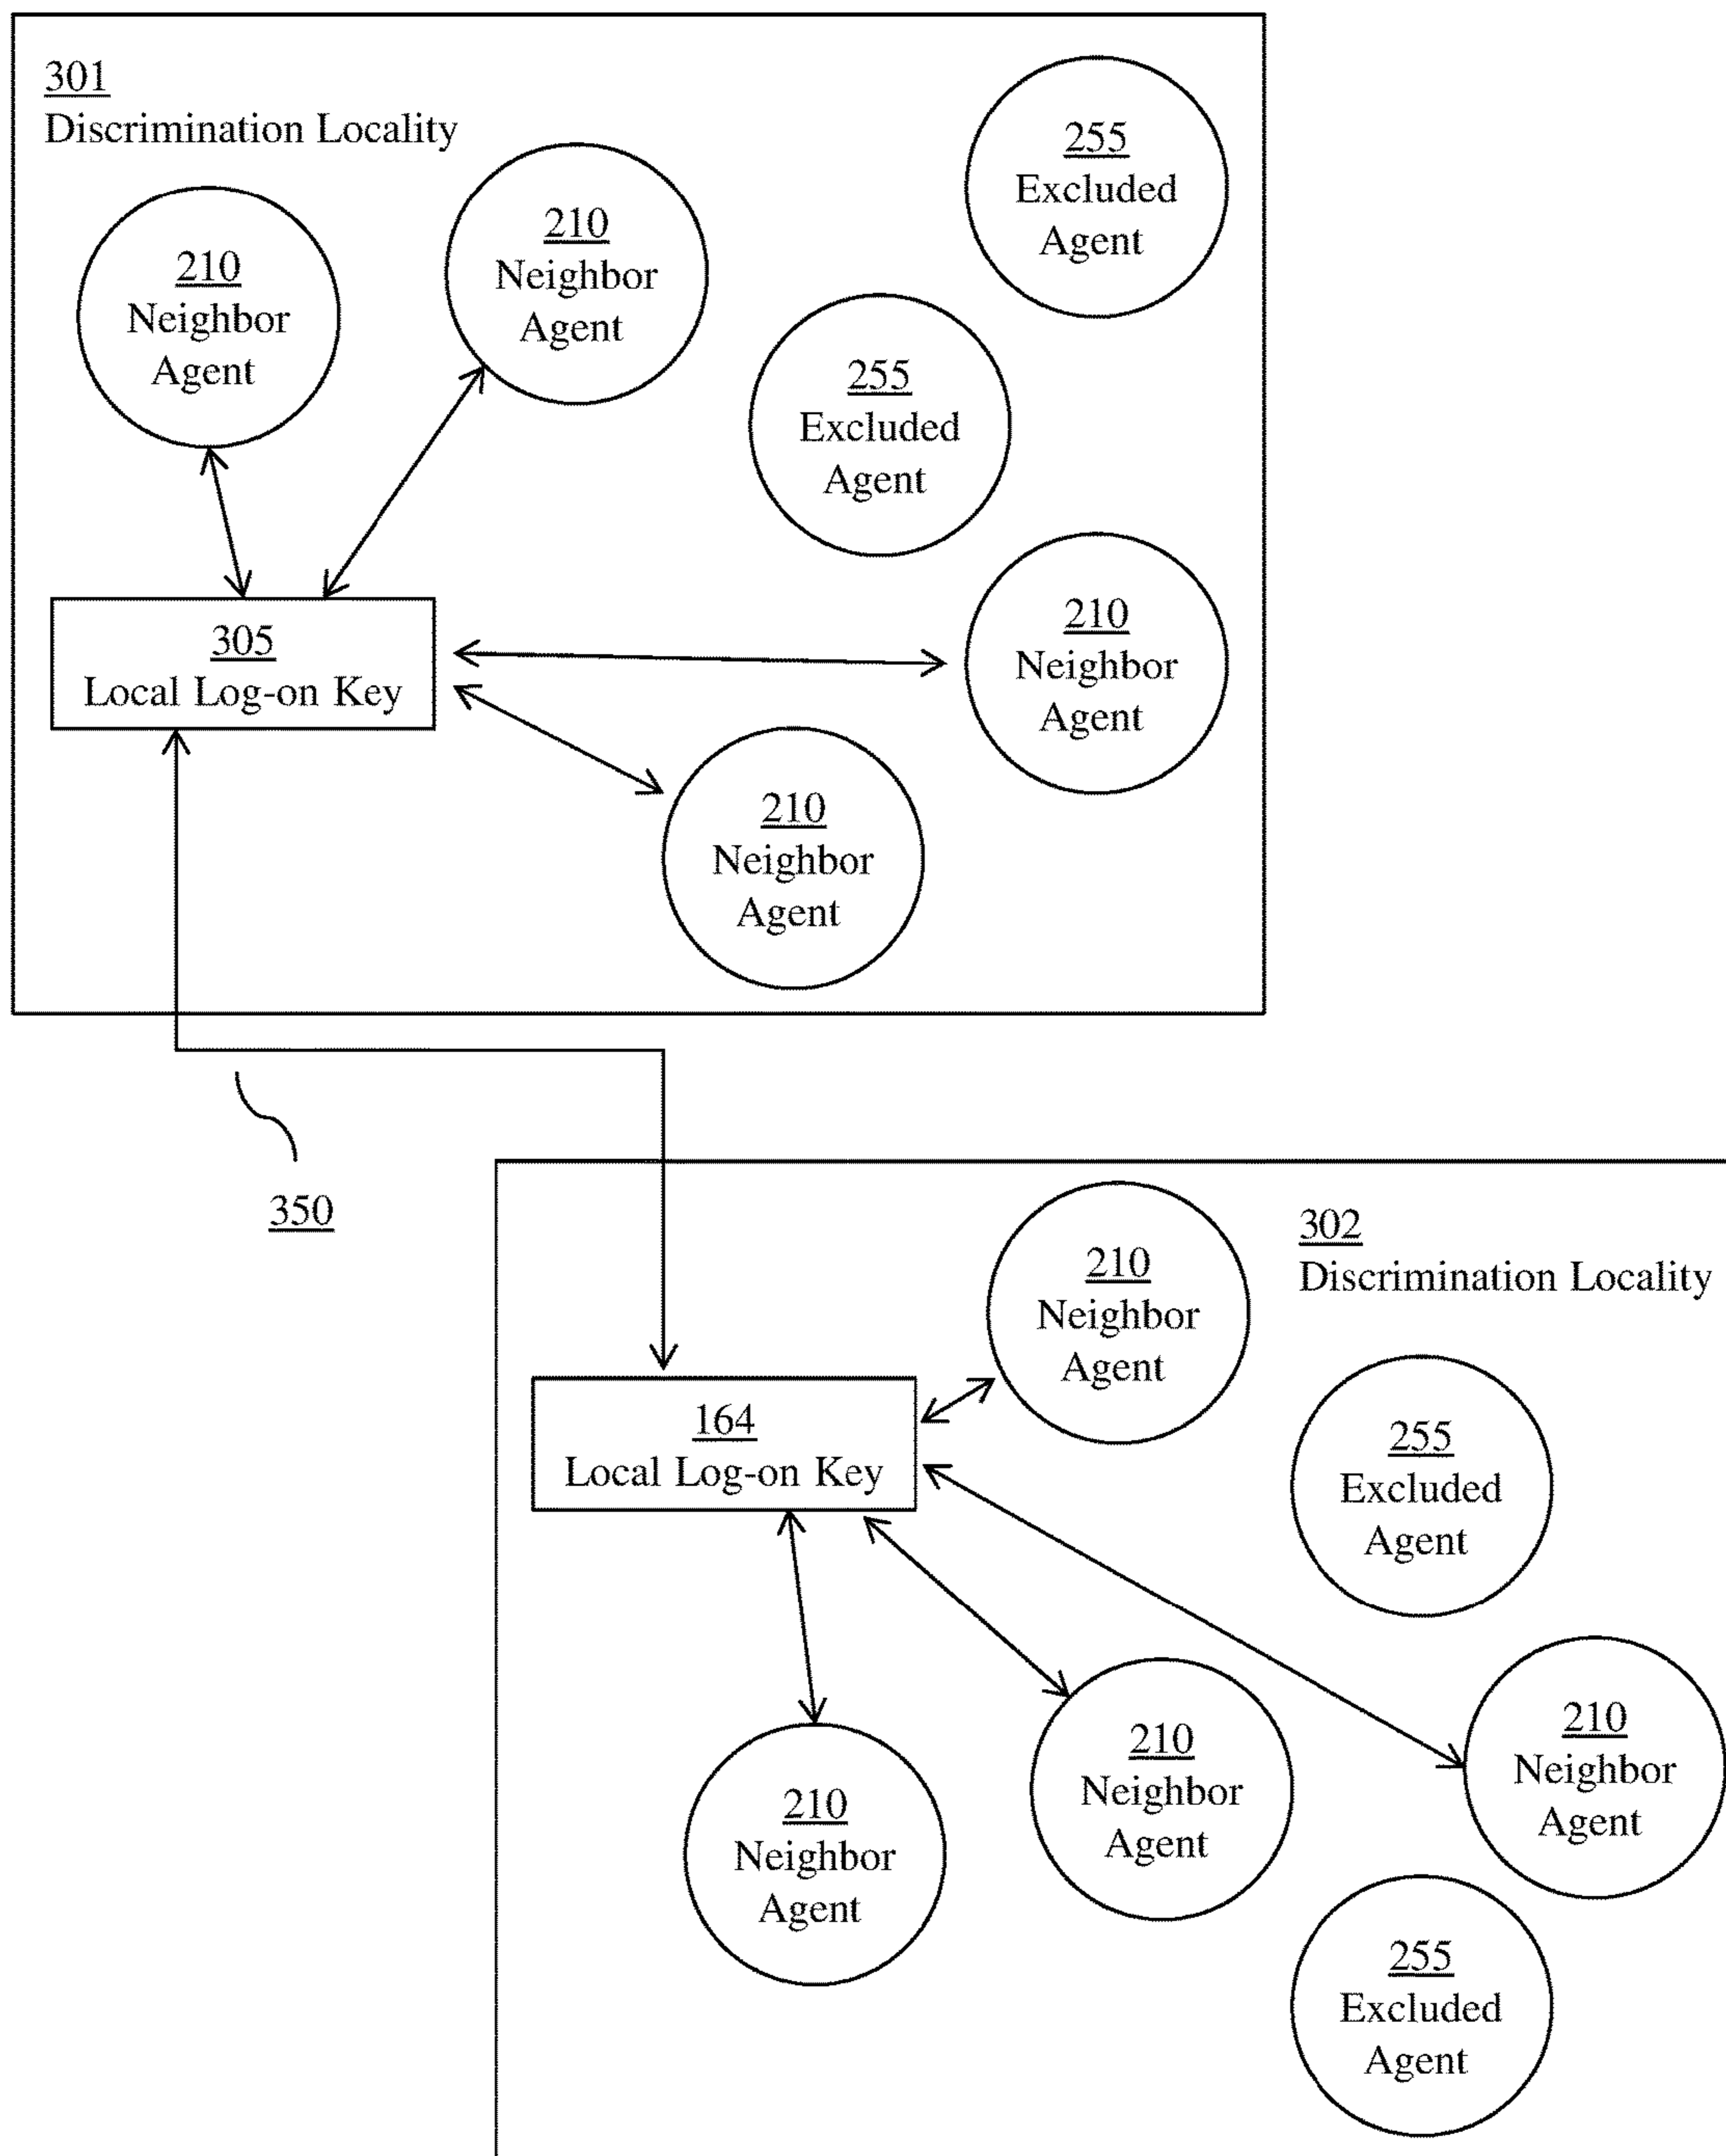 301
Discrimination Locality
255
Excluded
Agent
210
Neighbor
Agent
210
Neighbor
Agent
255
Excluded
Agent
210
Neighbor
Agent
305
Local Log-on Key
210
Neighbor
Agent
350
302
Discrimination Locality
210
Neighbor
Agent
164
Local Log-on Key
255
Excluded
Agent
210
Neighbor
Agent
210
Neighbor
Agent
210
Neighbor
Agent
255
Excluded
Agent